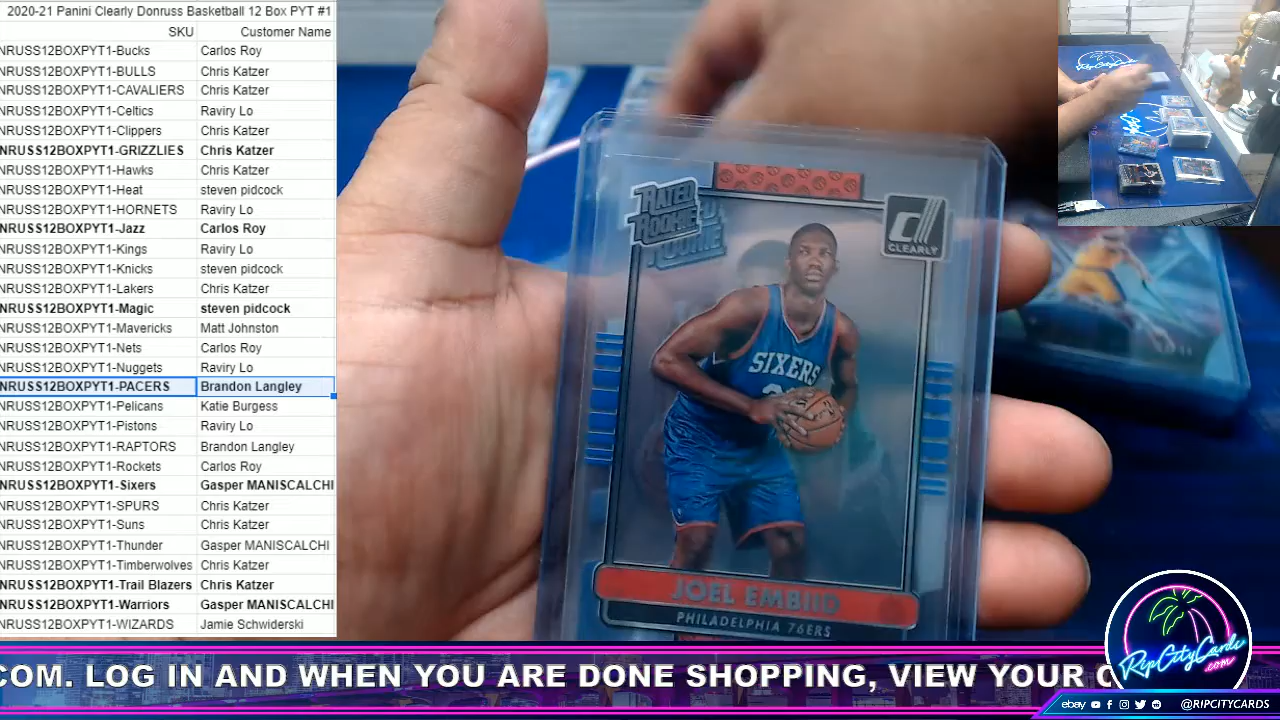 2020-21 Panini Clearly Donruss Basketball 12 Box PYT #1
SKU Customer Name
NRUSS12BOXPYT1-Bucks Carlos Roy
NRUSS12BOXPYT1-BULLS Chris Katzer
NRUSS12BOXPYT1-CAVALIERS Chris Katzer
NRUSS12BOXPYT1-Celtics Raviry Lo
NRUSS12BOXPYT1-Clippers Chris Katzer
NRUSS12BOXPYT1-GRIZZLIES Chris Katzer
NRUSS12BOXPYT1-Hawks Chris Katzer
NRUSS12BOXPYT1-Heat steven pidcock
NRUSS12BOXPYT1-HORNETS Raviry Lo
NRUSS12BOXPYT1-Jazz Carlos Roy
NRUSS12BOXPYT1-Kings Raviry Lo
NRUSS12BOXPYT1-Knicks steven pidcock
NRUSS12BOXPYT1-Lakers Chris Katzer
NRUSS12BOXPYT1-Magic steven pidcock
NRUSS12BOXPYT1-Mavericks Matt Johnston
NRUSS12BOXPYT1-Nets Carlos Roy
NRUSS12BOXPYT1-Nuggets Raviry Lo
NRUSS12BOXPYT1-PACERS Brandon Langley
NRUSS12BOXPYT1-Pelicans Katie Burgess
NRUSS12BOXPYT1-Pistons Raviry Lo
NRUSS12BOXPYT1-RAPTORS Brandon Langley
NRUSS12BOXPYT1-Rockets Carlos Roy
NRUSS12BOXPYT1-Sixers Gasper MANISCALCHI
NRUSS12BOXPYT1-SPURS Chris Katzer
NRUSS12BOXPYT1-Suns Chris Katzer
NRUSS12BOXPYT1-Thunder Gasper MANISCALCHI
NRUSS12BOXPYT1-Timberwolves Chris Katzer
NRUSS12BOXPYT1-Trail Blazers Chris Katzer
NRUSS12BOXPYT1-Warriors Gasper MANISCALCHI
NRUSS12BOXPYT1-WIZARDS Jamie Schwiderski
RATED
ROOKIE
CLEARLY
SIXERS
JOEL EMBIID
PHILADELPHIA 76ERS
COM, LOG IN AND WHEN YOU ARE DONE SHOPPING, VIEW YOUR
RipCityCards
.com
ebay @RIPCITYCARDS